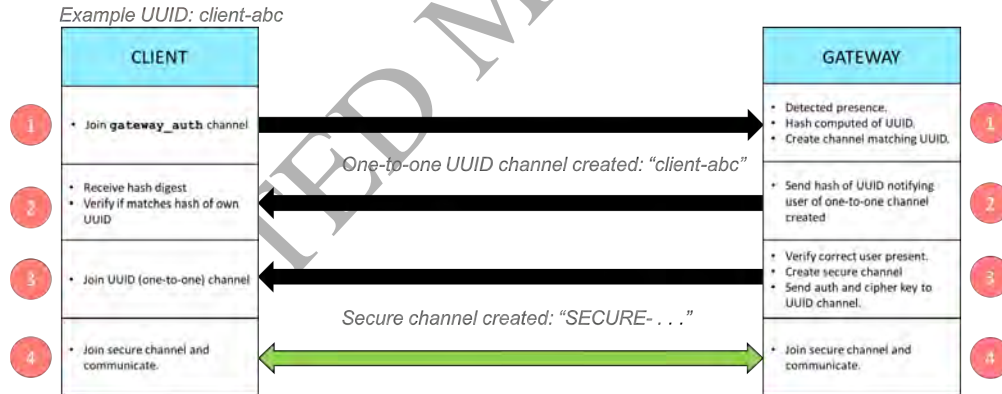 Example UUID: client-abc
CLIENT
GATEWAY
1
• Join gateway_auth channel
• Detected presence.
• Hash computed of UUID.
• Create channel matching UUID.
1
One-to-one UUID channel created: “client-abc”
2
• Receive hash digest
• Verify if matches hash of own
UUID
• Send hash of UUID notifying
user of one-to-one channel
created
2
3
• Join UUID (one-to-one) channel
• Verify correct user present.
• Create secure channel
• Send auth and cipher key to
UUID channel.
3
Secure channel created: “SECURE- . . .”
4
• Join secure channel and
communicate.
• Join secure channel and
communicate.
4
TED M